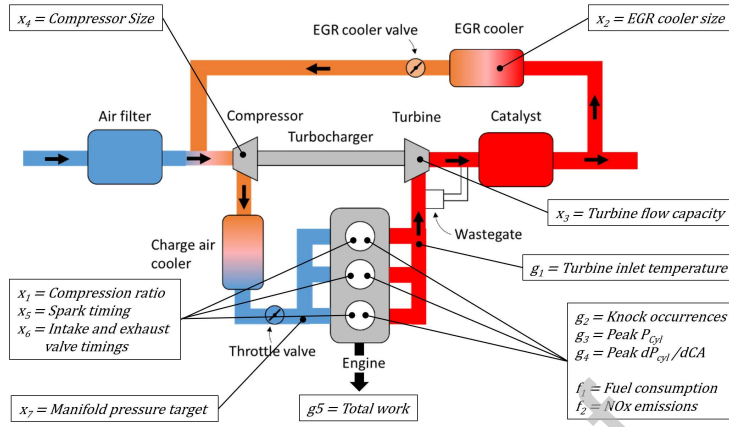 x4 = Compressor Size
EGR cooler valve
EGR cooler
x2 = EGR cooler size
Air filter
Compressor
Turbocharger
Turbine
Catalyst
x3 = Turbine flow capacity
Wastegate
Charge air
cooler
g1 = Turbine inlet temperature
x1 = Compression ratio
x5 = Spark timing
x6 = Intake and exhaust
valve timings
Throttle valve
Engine
g2 = Knock occurrences
g3 = Peak PCyl
g4 = Peak dPcyl/dCA
f1 = Fuel consumption
f2 = NOx emissions
x7 = Manifold pressure target
g5 = Total work